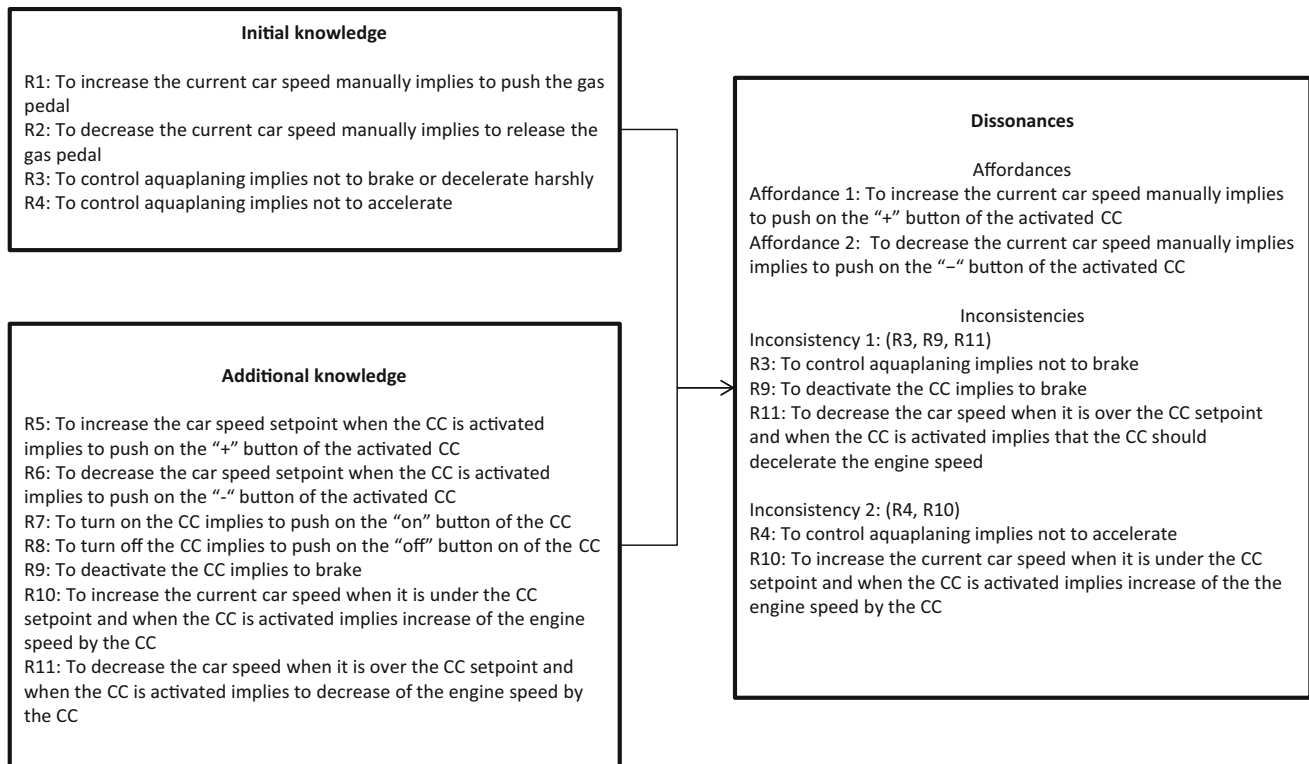 Initial knowledge
R1: To increase the current car speed manually implies to push the gas
pedal
R2: To decrease the current car speed manually implies to release the
gas pedal
R3: To control aquaplaning implies not to brake or decelerate harshly
R4: To control aquaplaning implies not to accelerate
Additional knowledge
R5: To increase the car speed setpoint when the CC is activated
implies to push on the “+” button of the activated CC
R6: To decrease the car speed setpoint when the CC is activated
implies to push on the “-“ button of the activated CC
R7: To turn on the CC implies to push on the “on” button of the CC
R8: To turn off the CC implies to push on the “off” button on of the CC
R9: To deactivate the CC implies to brake
R10: To increase the current car speed when it is under the CC
setpoint and when the CC is activated implies increase of the engine
speed by the CC
R11: To decrease the car speed when it is over the CC setpoint and
when the CC is activated implies to decrease of the engine speed by
the CC
Dissonances
Affordances
Affordance 1: To increase the current car speed manually implies
to push on the “+” button of the activated CC
Affordance 2:  To decrease the current car speed manually implies
implies to push on the “−“ button of the activated CC
Inconsistencies
Inconsistency 1: (R3, R9, R11)
R3: To control aquaplaning implies not to brake
R9: To deactivate the CC implies to brake
R11: To decrease the car speed when it is over the CC setpoint
and when the CC is activated implies that the CC should
decelerate the engine speed
Inconsistency 2: (R4, R10)
R4: To control aquaplaning implies not to accelerate
R10: To increase the current car speed when it is under the CC
setpoint and when the CC is activated implies increase of the the
engine speed by the CC